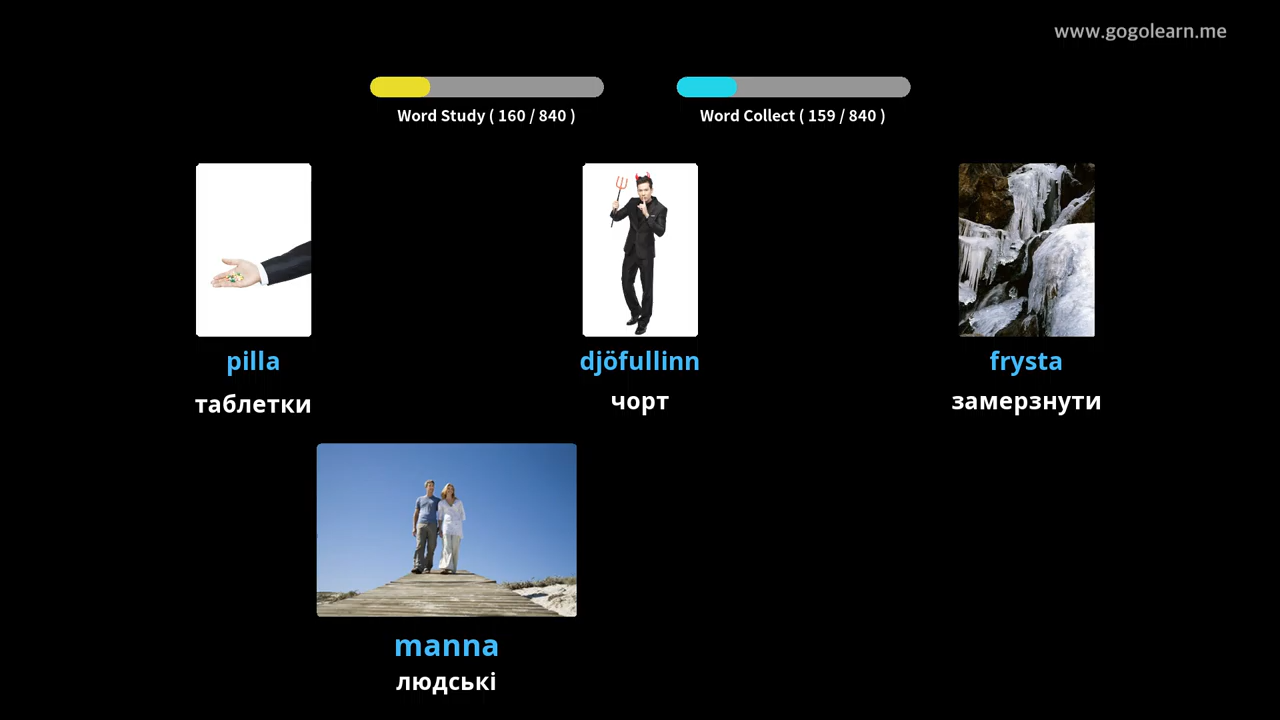 www.gogolearn.me
Word Study ( 160 / 840 )
Word Collect ( 159 / 840 )
pilla
djöfullinn
frysta
таблетки
чорт
замерзнути
manna
людські